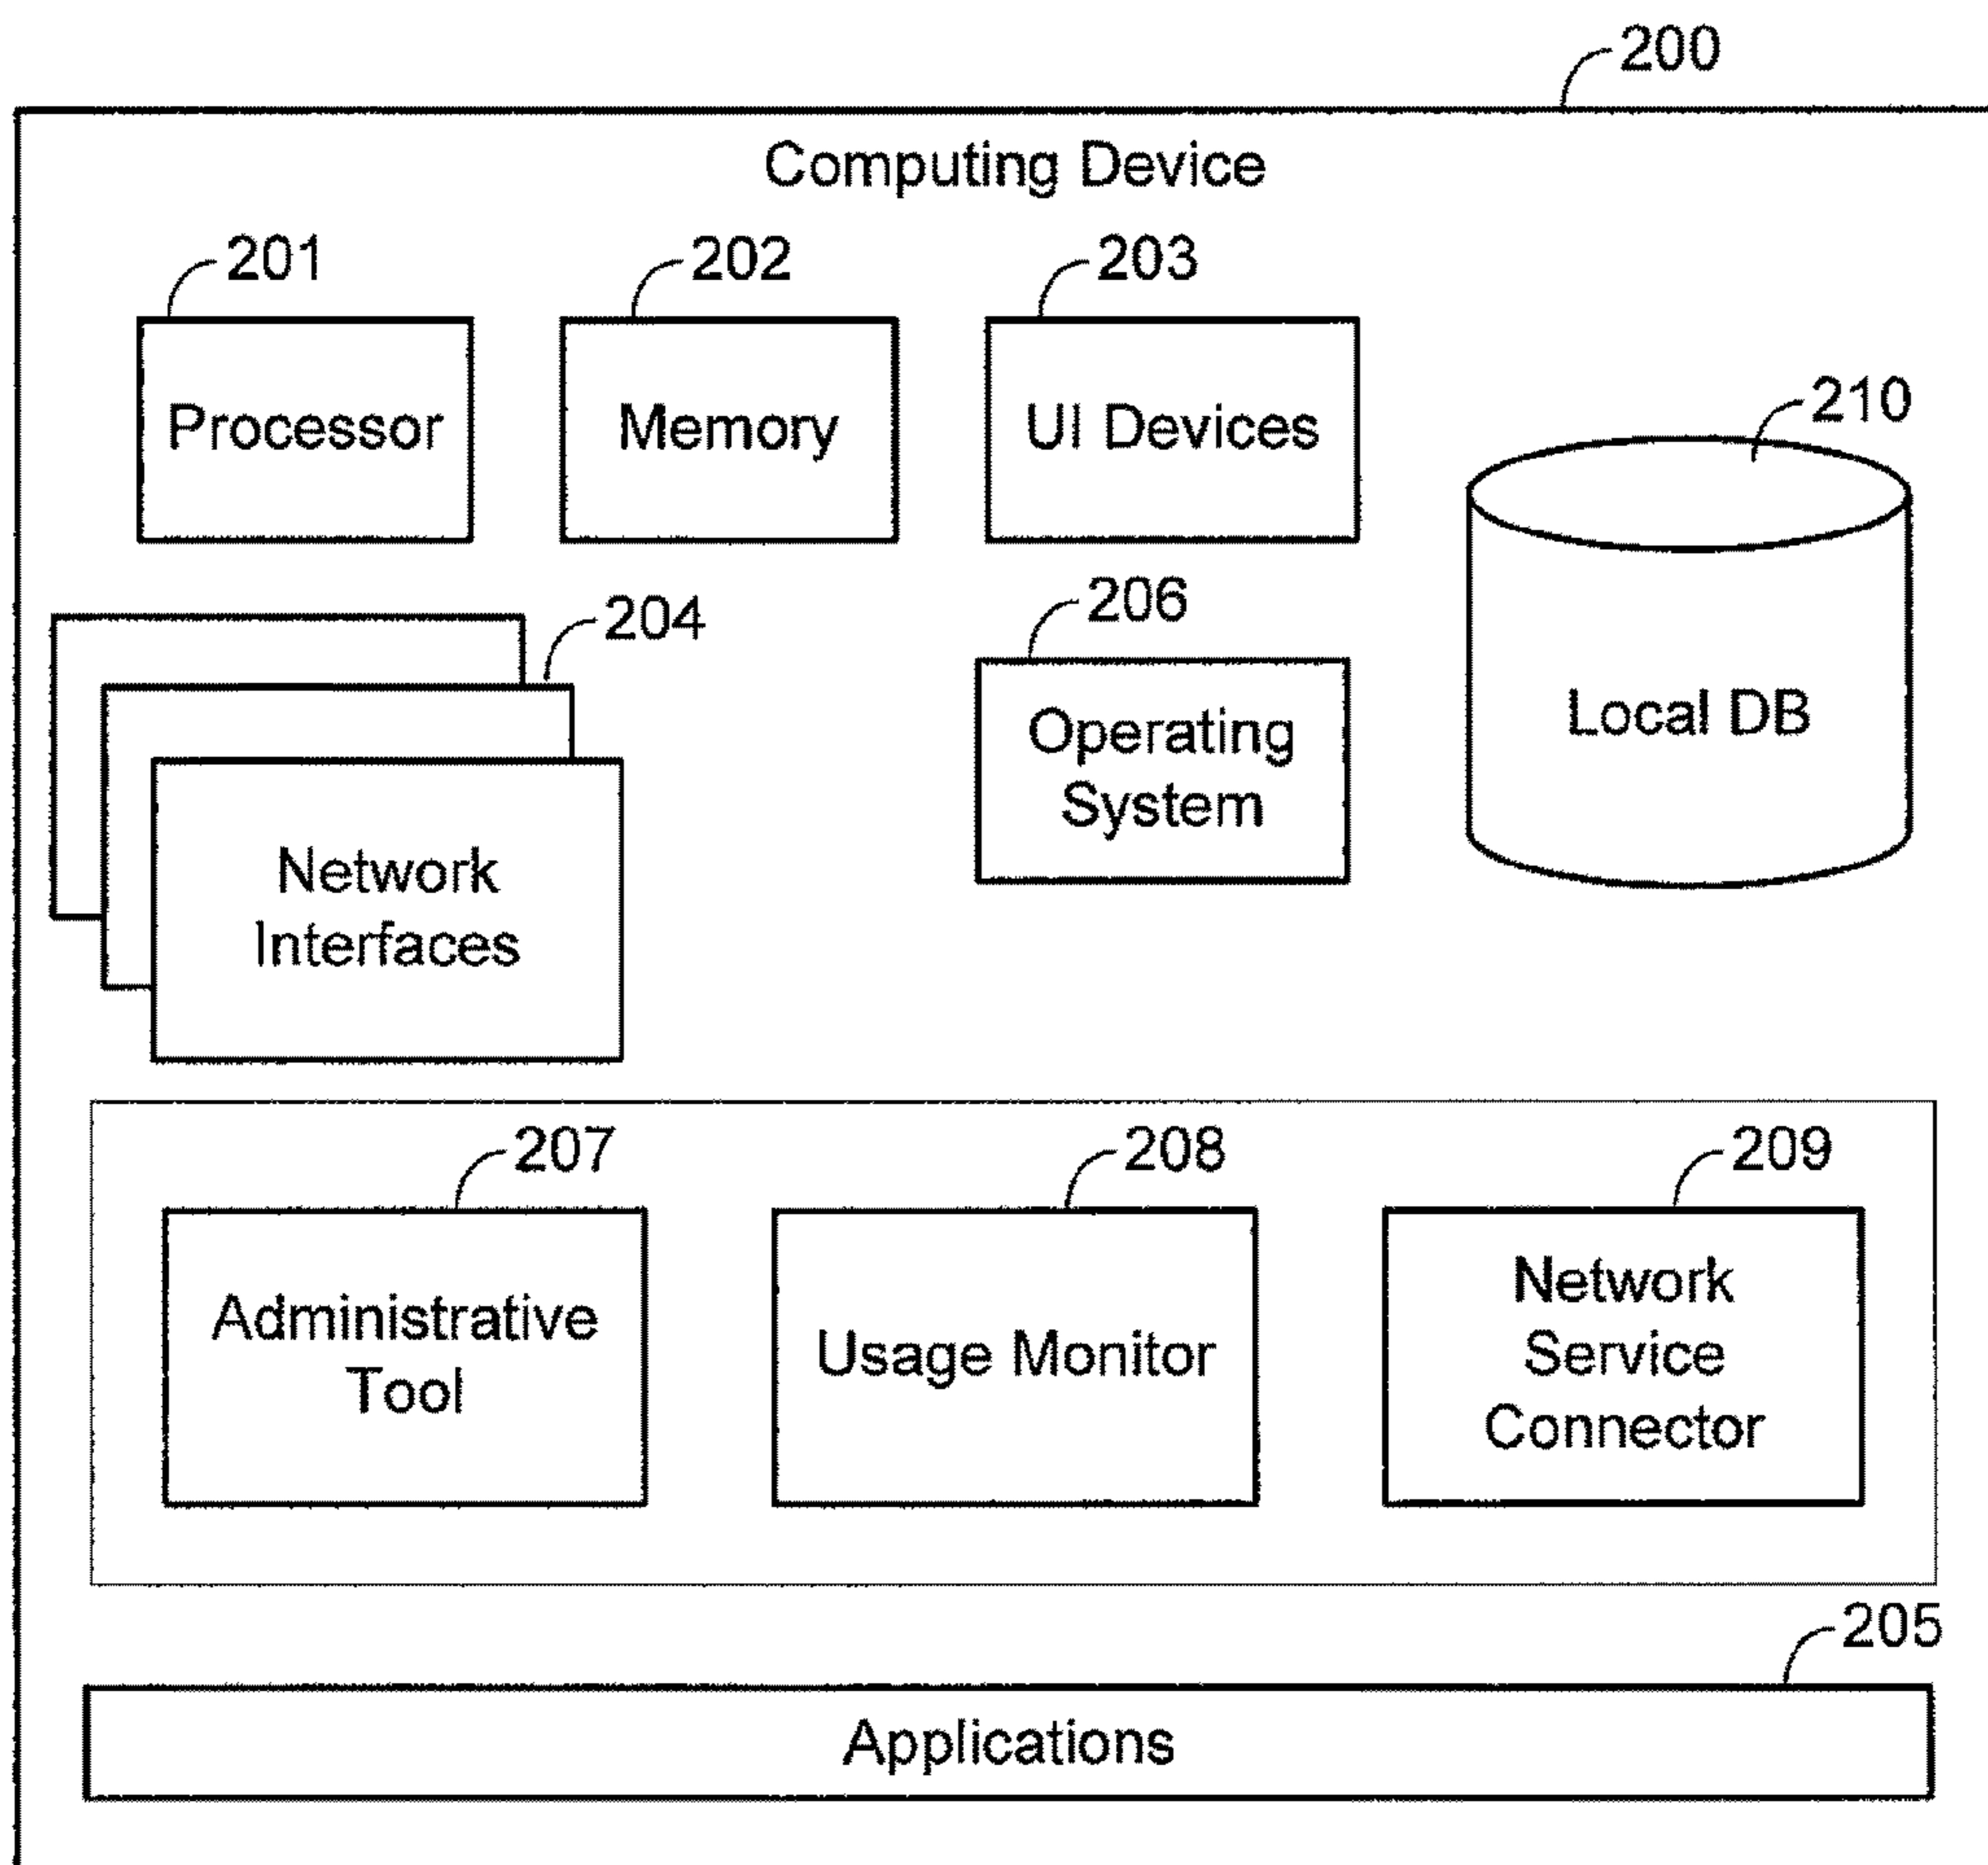 200
Computing Device
201
202
203
Processor
Memory
UI Devices
210
204
206
Operating
System
Local DB
Network
Interfaces
207
208
209
Administrative
Tool
Usage Monitor
Network
Service
Connector
205
Applications